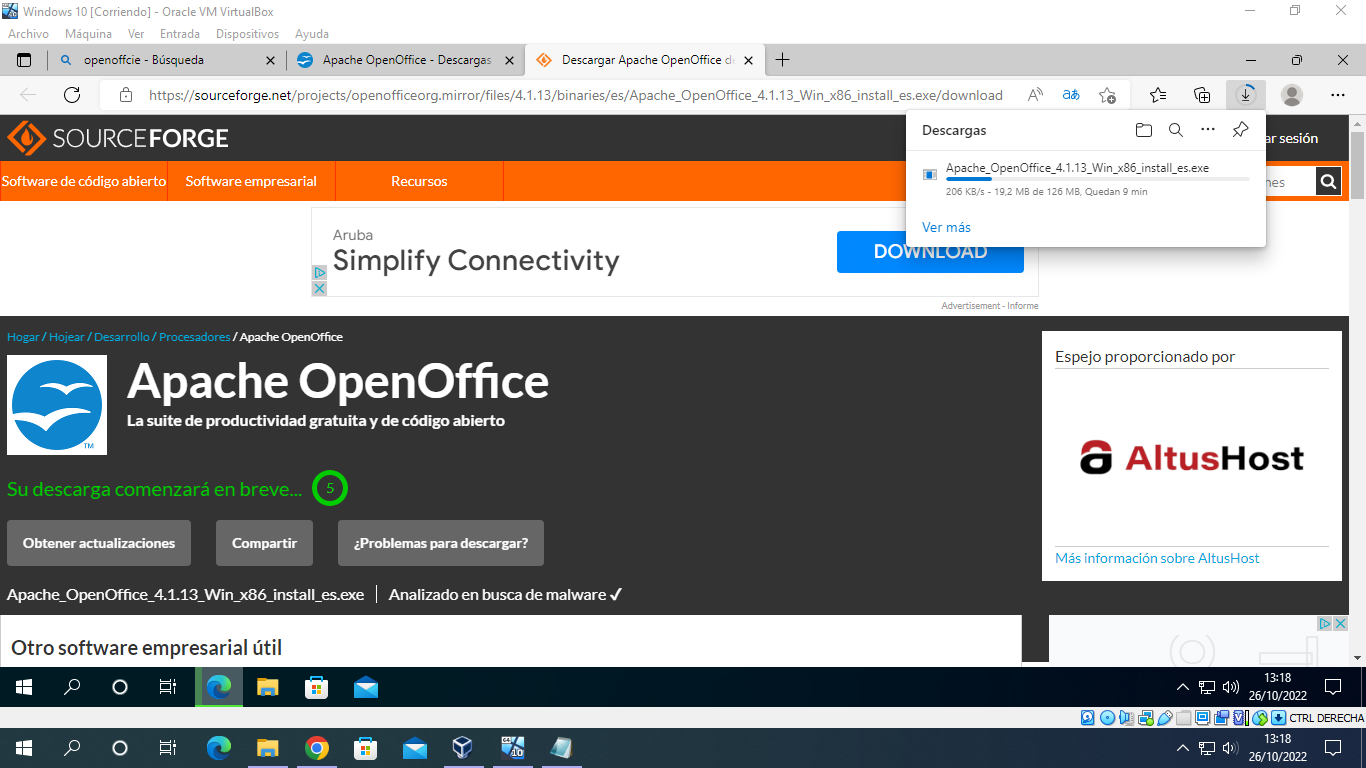 Windows 10 [Corriendo] - Oracle VM VirtualBox
Archivo Máquina Ver Entrada Dispositivos Ayuda
openoffcie - Búsqueda
Apache OpenOffice - Descargas
Descargar Apache OpenOffice de
https://sourceforge.net/projects/openofficeorg.mirror/files/4.1.13/binaries/es/Apache_OpenOffice_4.1.13_Win_x86_install_es.exe/download
SOURCEFORGE
ar sesión
Descargas
Apache_OpenOffice_4.1.13_Win_x86_install_es.exe
206 KB/s - 19,2 MB de 126 MB, Quedan 9 min
Ver más
Software de código abierto
Software empresarial
Recursos
nes
Aruba
Simplify Connectivity
DOWNLOAD
Advertisement - Informe
Hogar / Hojear / Desarrollo / Procesadores / Apache OpenOffice
Apache OpenOffice
La suite de productividad gratuita y de código abierto
TM
Su descarga comenzará en breve... 5
Obtener actualizaciones
Compartir
¿Problemas para descargar?
Apache_OpenOffice_4.1.13_Win_x86_install_es.exe
Analizado en busca de malware ✓
Espejo proporcionado por
AltusHost
Más información sobre AltusHost
Otro software empresarial útil
13:18
26/10/2022
CTRL DERECHA
13:18
26/10/2022